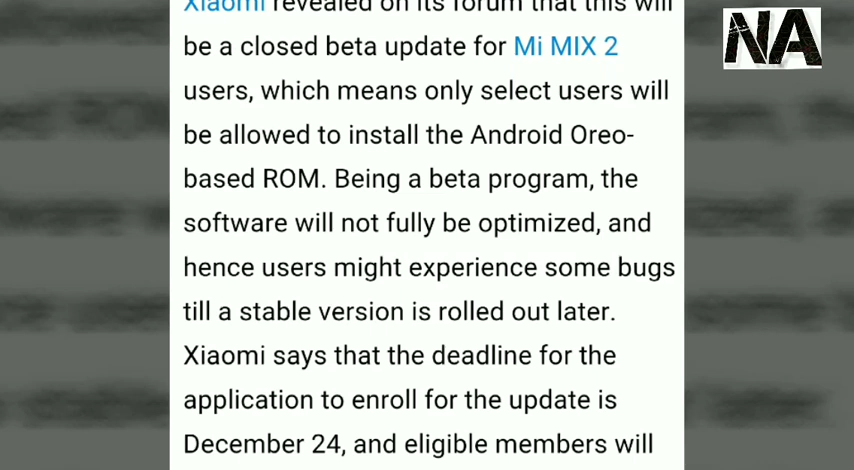 Xiaomi revealed on its forum that this will
be a closed beta update for Mi MIX 2
users, which means only select users will
be allowed to install the Android Oreo-
based ROM. Being a beta program, the
software will not fully be optimized, and
hence users might experience some bugs
till a stable version is rolled out later.
Xiaomi says that the deadline for the
application to enroll for the update is
December 24, and eligible members will
NA